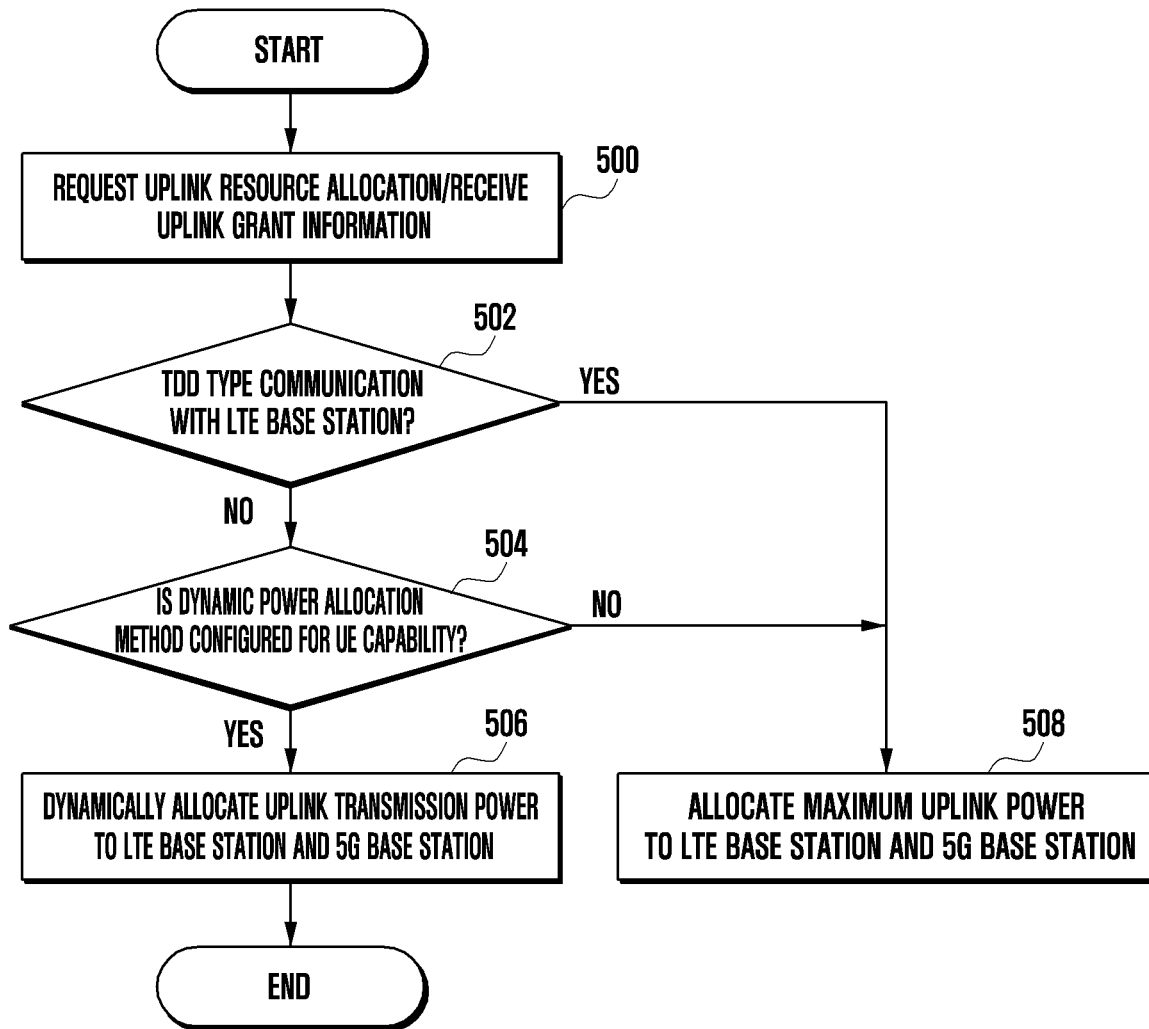 START
REQUEST UPLINK RESOURCE ALLOCATION/RECEIVE
UPLINK GRANT INFORMATION
500
TDD TYPE COMMUNICATION
WITH LTE BASE STATION?
502
YES
NO
IS DYNAMIC POWER ALLOCATION
METHOD CONFIGURED FOR UE CAPABILITY?
504
NO
YES
DYNAMICALLY ALLOCATE UPLINK TRANSMISSION POWER
TO LTE BASE STATION AND 5G BASE STATION
506
ALLOCATE MAXIMUM UPLINK POWER
TO LTE BASE STATION AND 5G BASE STATION
508
END